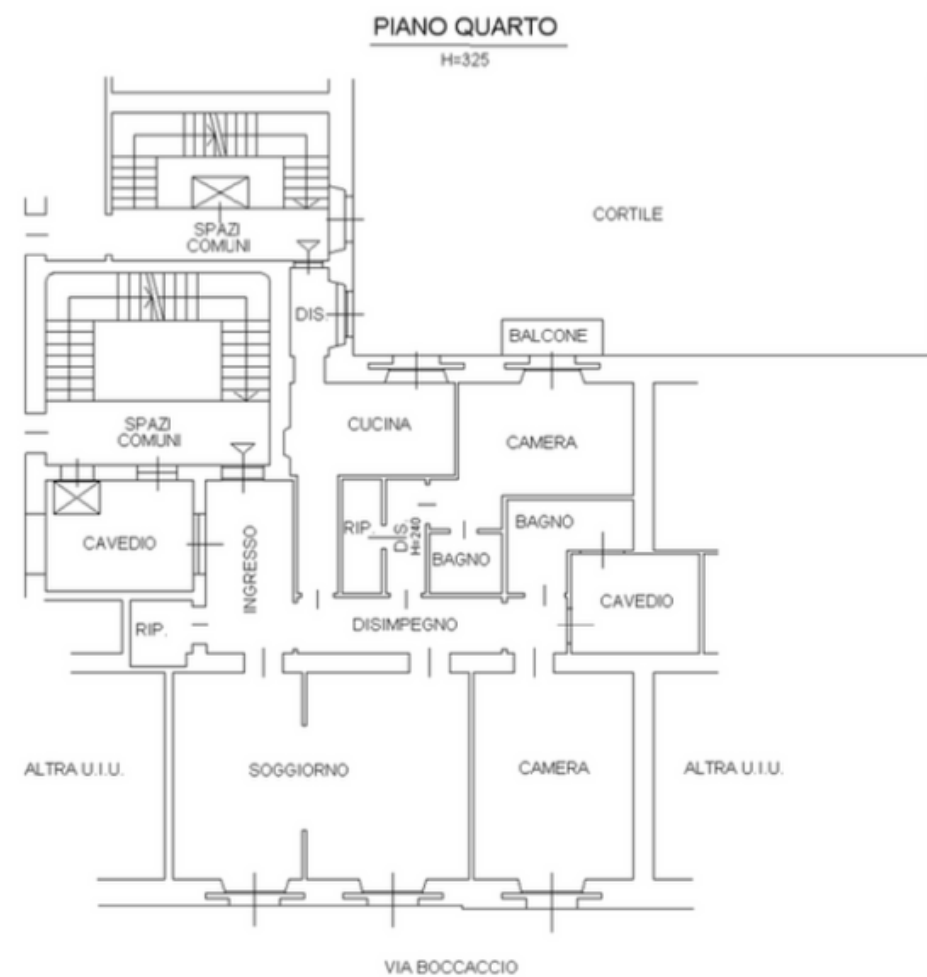 PIANO QUARTO
H=325
SPAZI
COMUNI
CORTILE
DIS.
BALCONE
SPAZI
COMUNI
CUCINA
CAMERA
CAVEDIO
INGRESSO
RIP.
DIS.
H=240
BAGNO
BAGNO
CAVEDIO
RIP.
DISIMPEGNO
ALTRA U.I.U.
SOGGIORNO
CAMERA
ALTRA U.I.U.
VIA BOCCACCIO